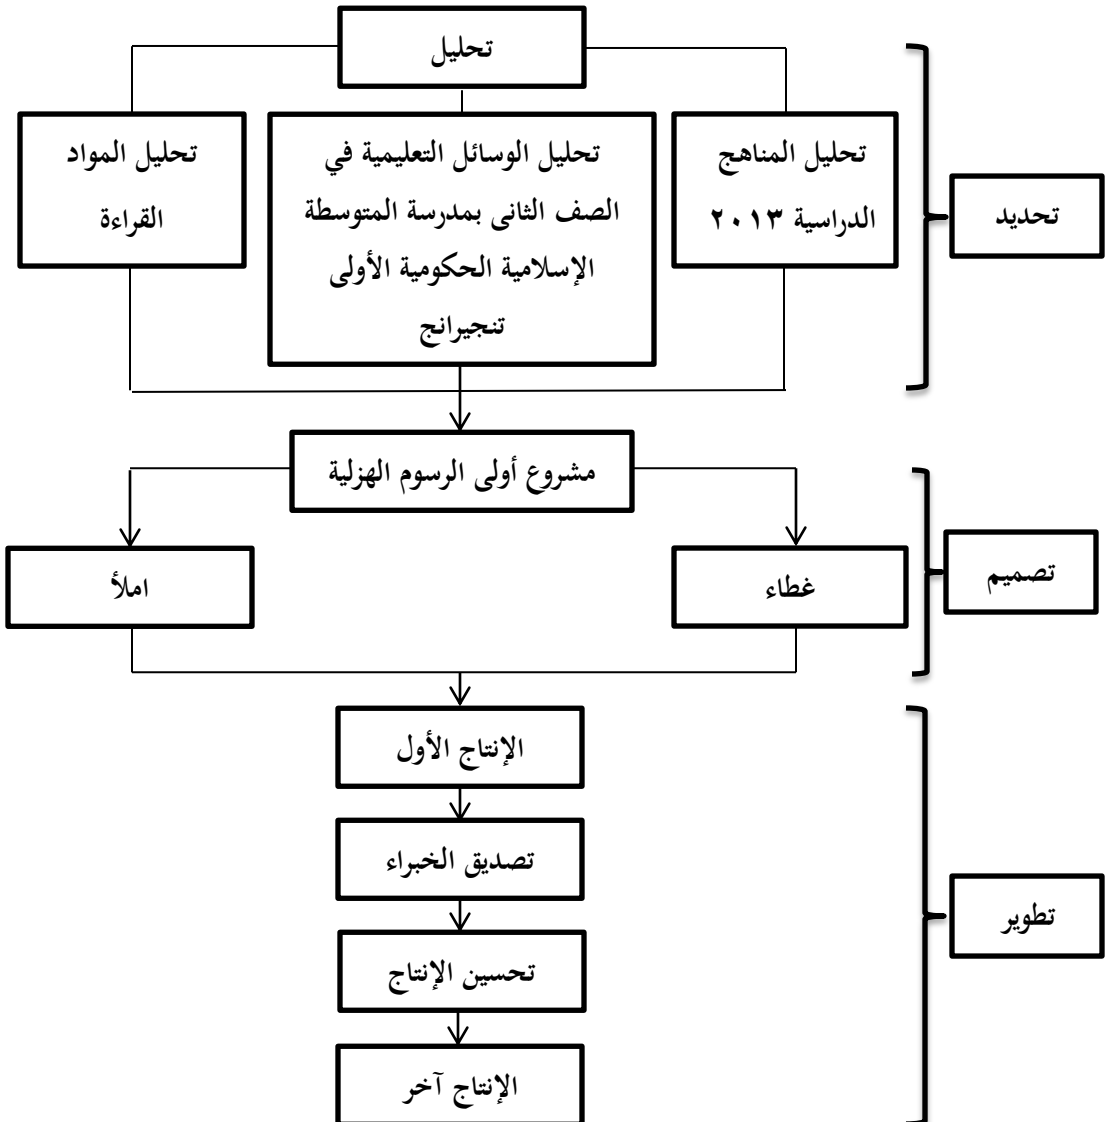 تحليل
تحليل المناهج
الدراسية ٢٠١٣
تحليل الوسائل التعليمية في
الصف الثانى بمدرسة المتوسطة
الإسلامية الحكومية الأولى
تنجيرانج
تحليل المواد
القراءة
تحديد
مشروع أولى الرسوم الهزلية
غطاء
املأ
تصميم
الإنتاج الأول
تصديق الخبراء
تحسين الإنتاج
الإنتاج آخر
تطوير